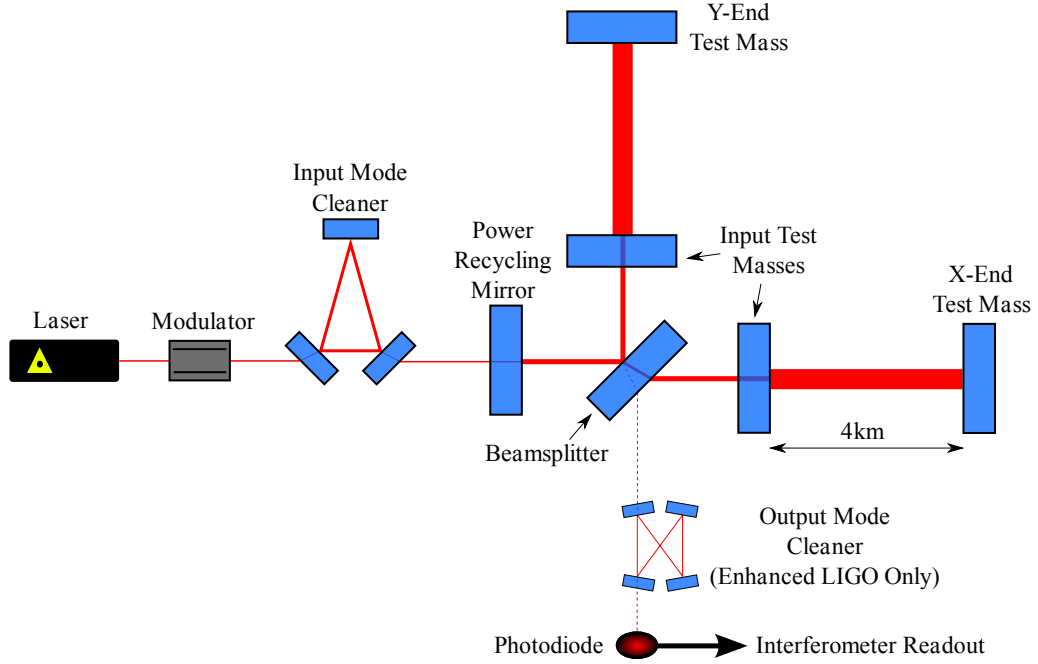 Y-End
Test Mass
Input Mode
Cleaner
Power
Recycling
Mirror
Input Test
Masses
X-End
Test Mass
Laser
Modulator
4km
Beamsplitter
Output Mode
Cleaner
(Enhanced LIGO Only)
Photodiode
Interferometer Readout